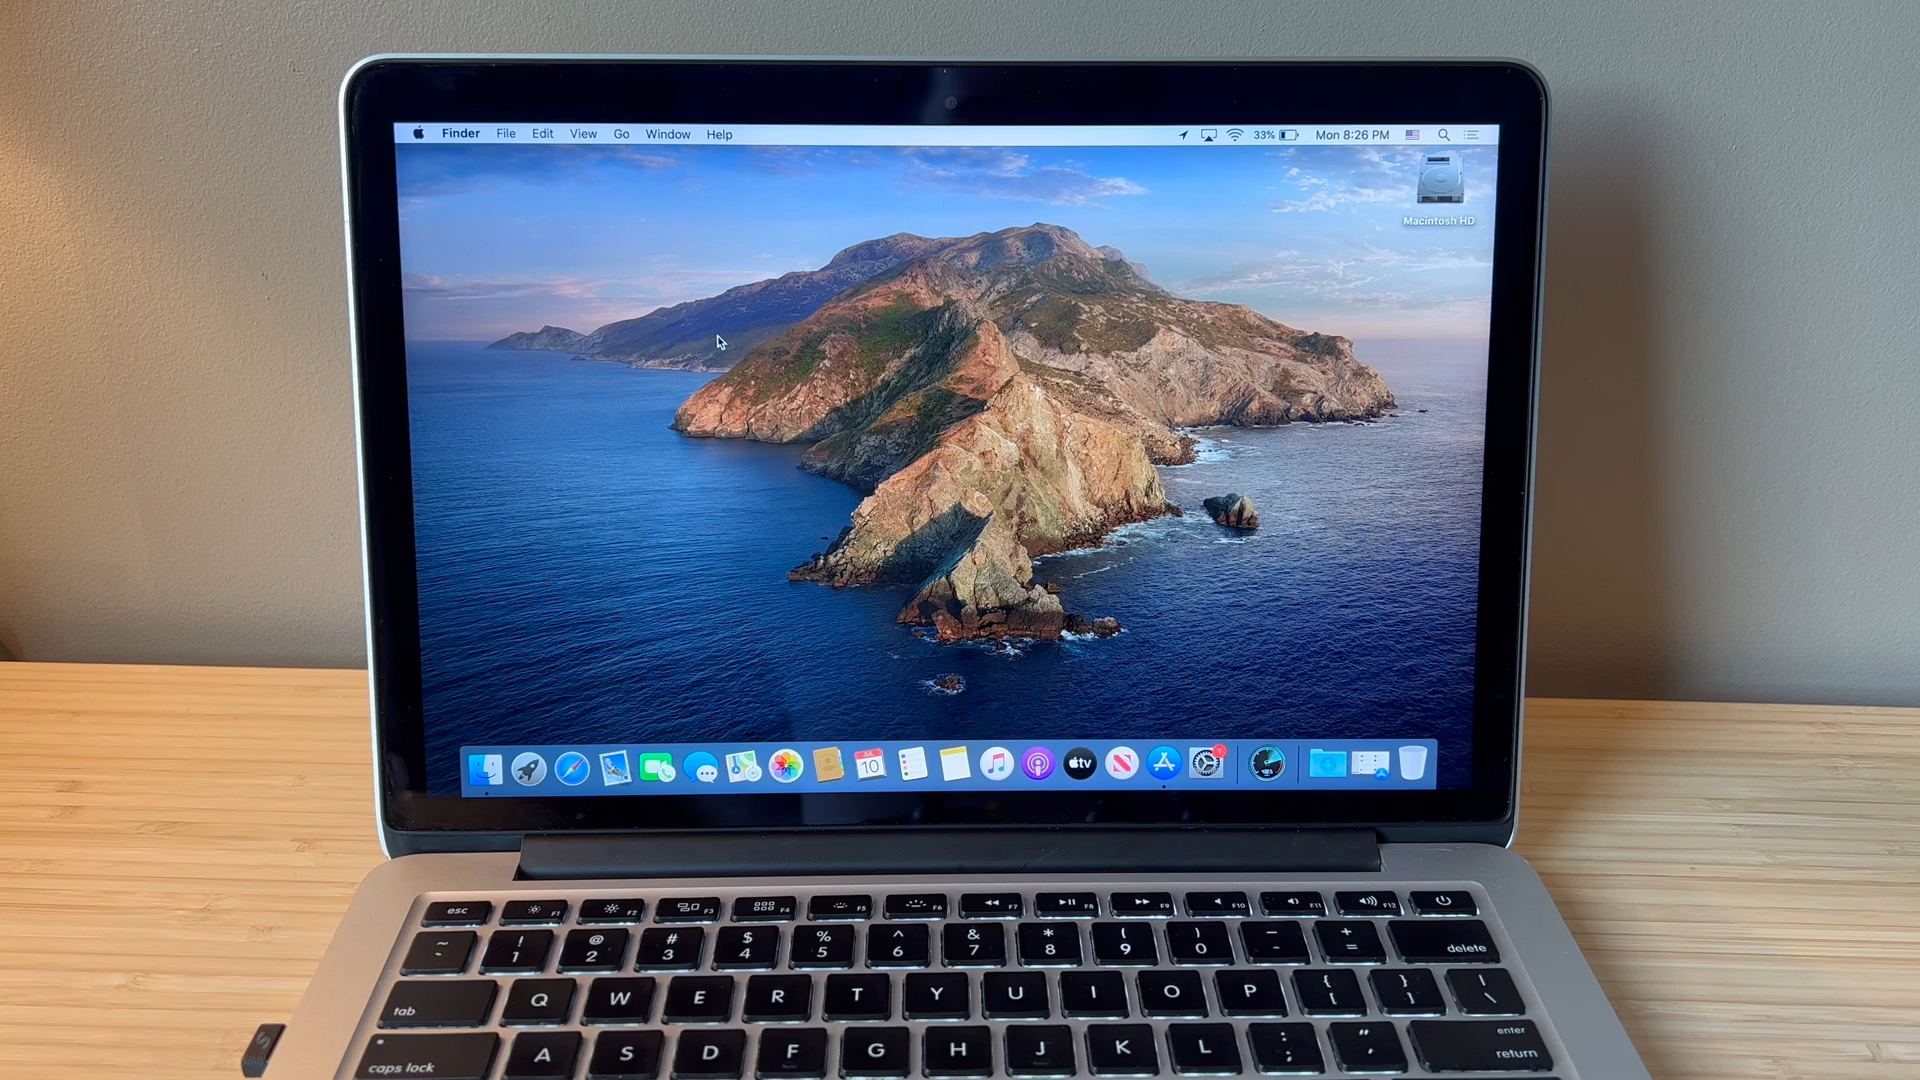 Finder File Edit View Go Window Help 33% Mon 8:26 PM
Macintosh HD
JUL
10
tv
1
esc F1 F2 F3 F4 F5 F6 F7 F8 F9 F10 F11 F12
~ ! @ # $ % ^ & * ( ) - +
` 1 2 3 4 5 6 7 8 9 0 - = delete
tab Q W E R T Y U I O P { [ } ] | \
caps lock A S D F G H J K L : ; " ' enter return